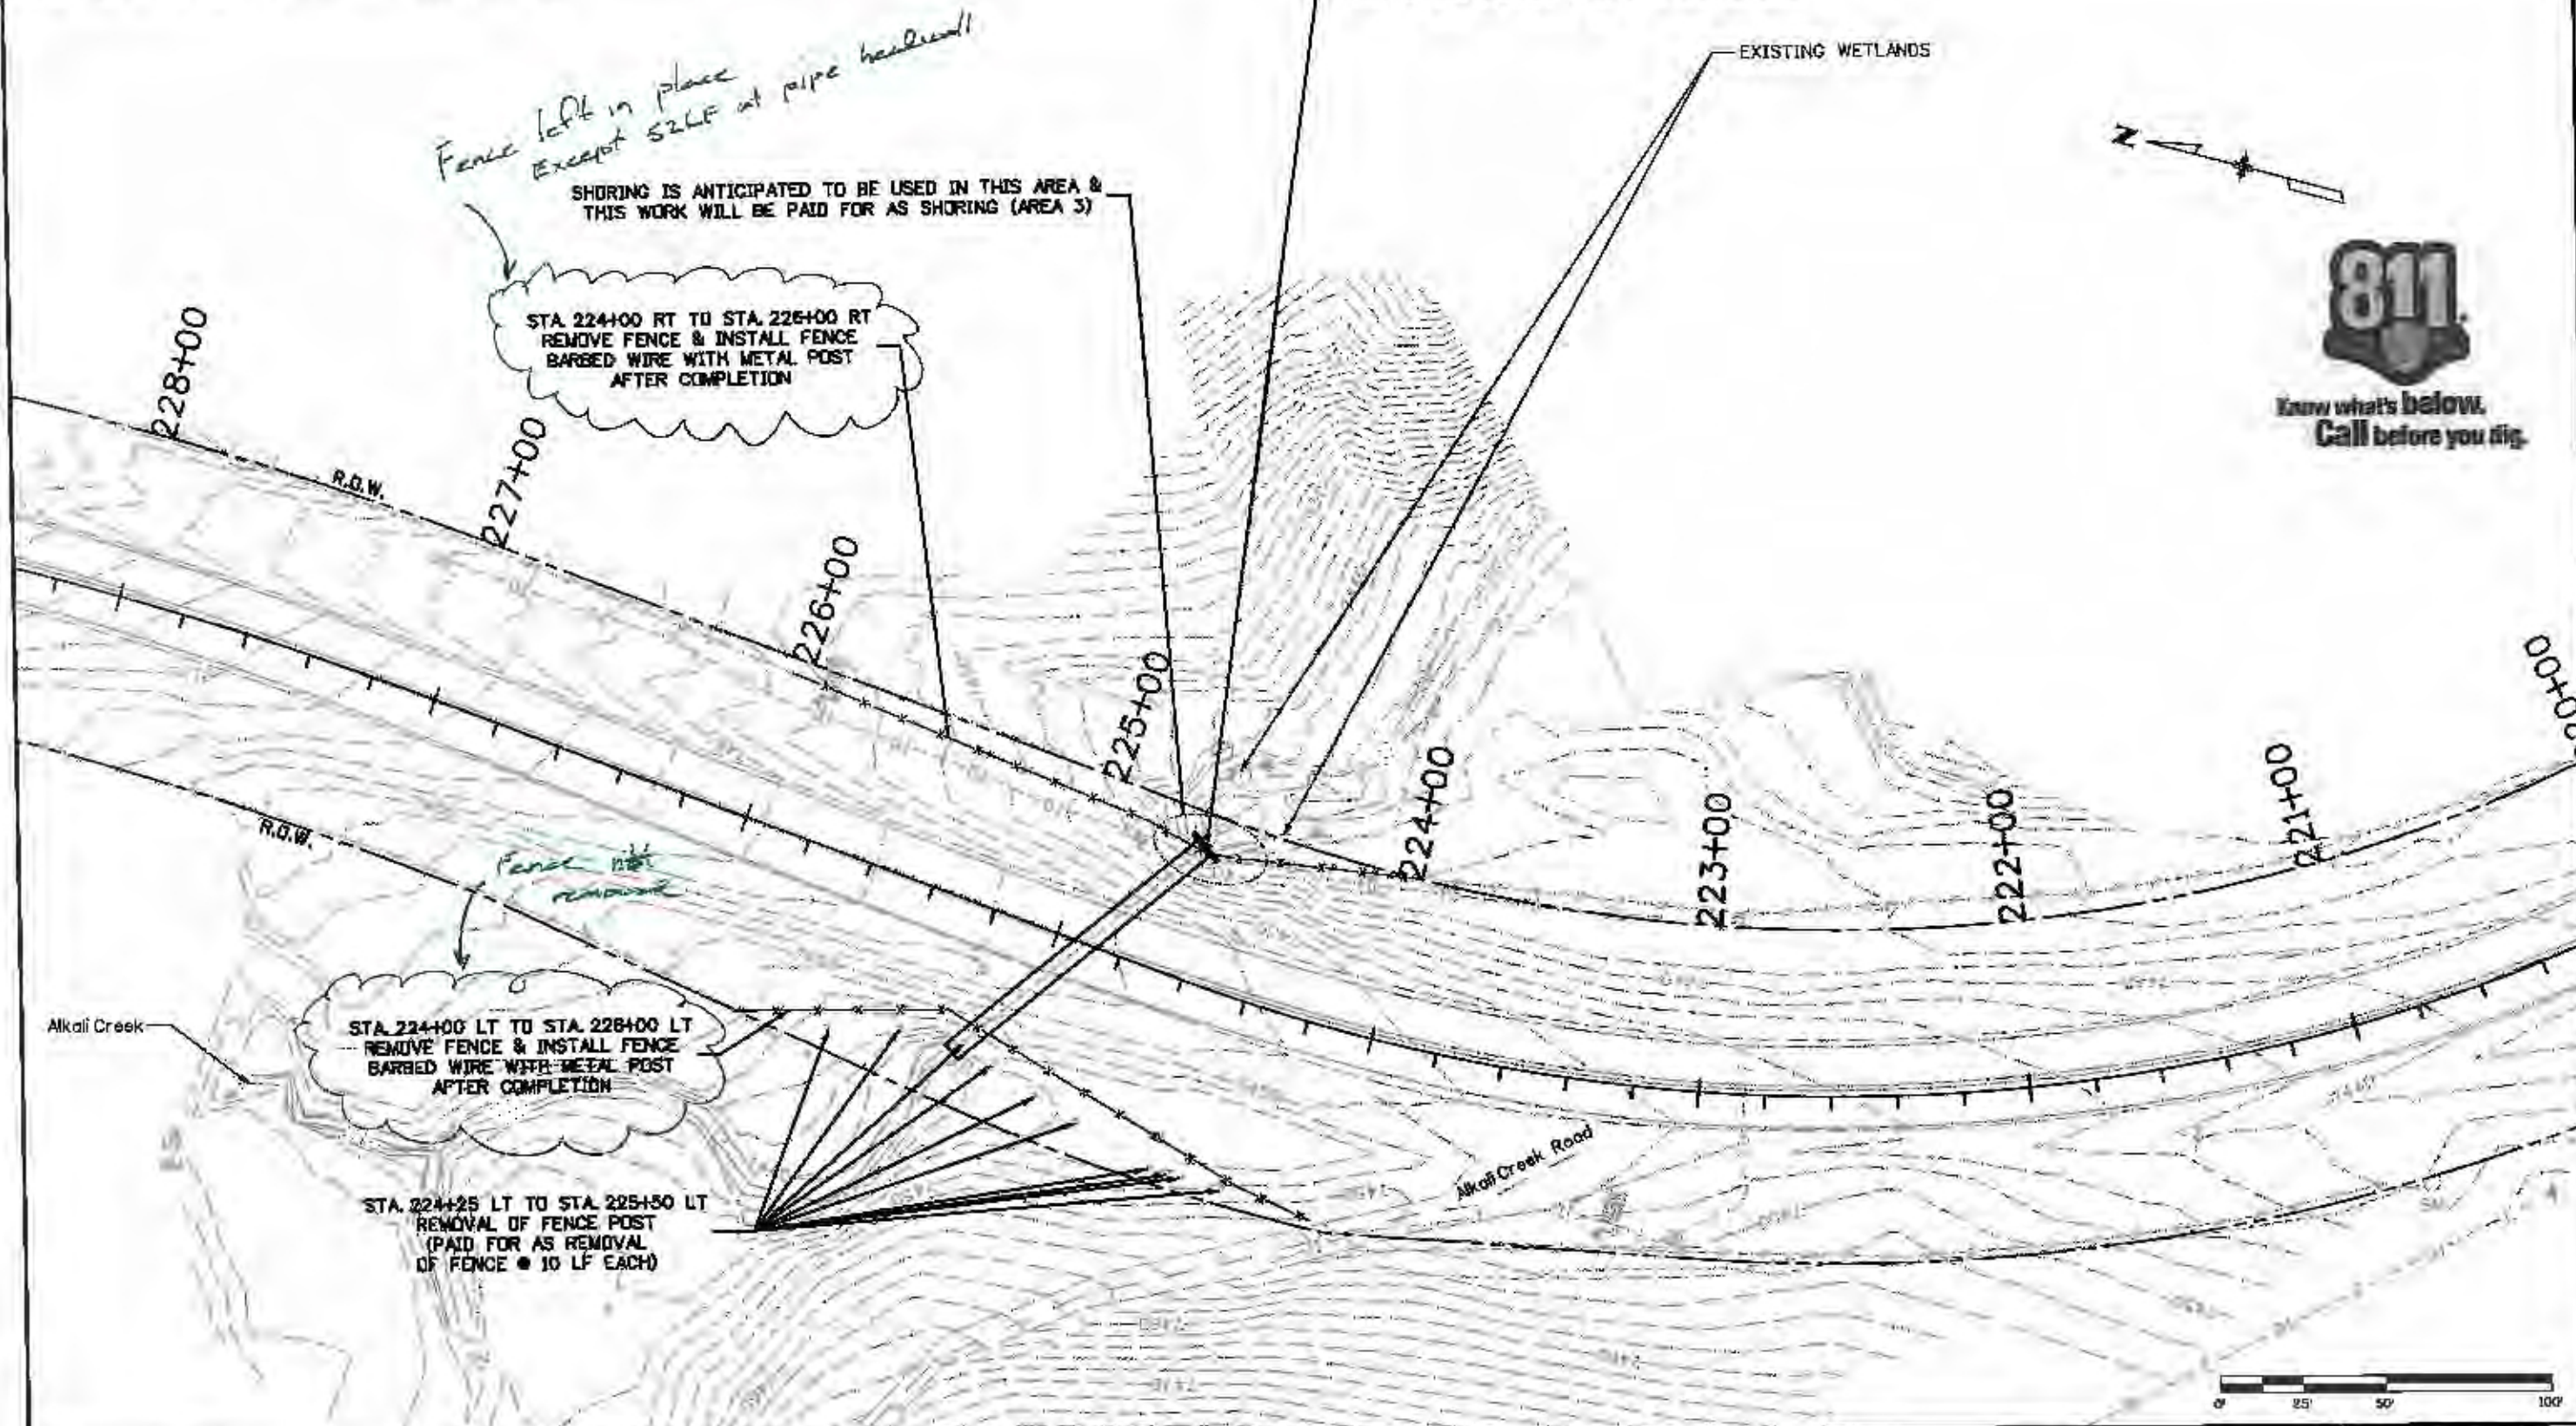 EXISTING WETLANDS
Fence left in place
Except 52LF at pipe headwall
SHORING IS ANTICIPATED TO BE USED IN THIS AREA &
THIS WORK WILL BE PAID FOR AS SHORING (AREA 3)
N
811
Know what's below.
Call before you dig.
STA. 224+00 RT TO STA. 226+00 RT
REMOVE FENCE & INSTALL FENCE
BARBED WIRE WITH METAL POST
AFTER COMPLETION
228+00
R.O.W.
227+00
226+00
225+00
224+00
223+00
222+00
221+00
R.O.W.
Fence not
removed
Alkali Creek
STA. 224+00 LT TO STA. 226+00 LT
REMOVE FENCE & INSTALL FENCE
BARBED WIRE WITH METAL POST
AFTER COMPLETION
Alkali Creek Road
STA. 224+25 LT TO STA. 225+50 LT
REMOVAL OF FENCE POST
(PAID FOR AS REMOVAL
OF FENCE @ 10 LF EACH)
0' 25' 50' 100'